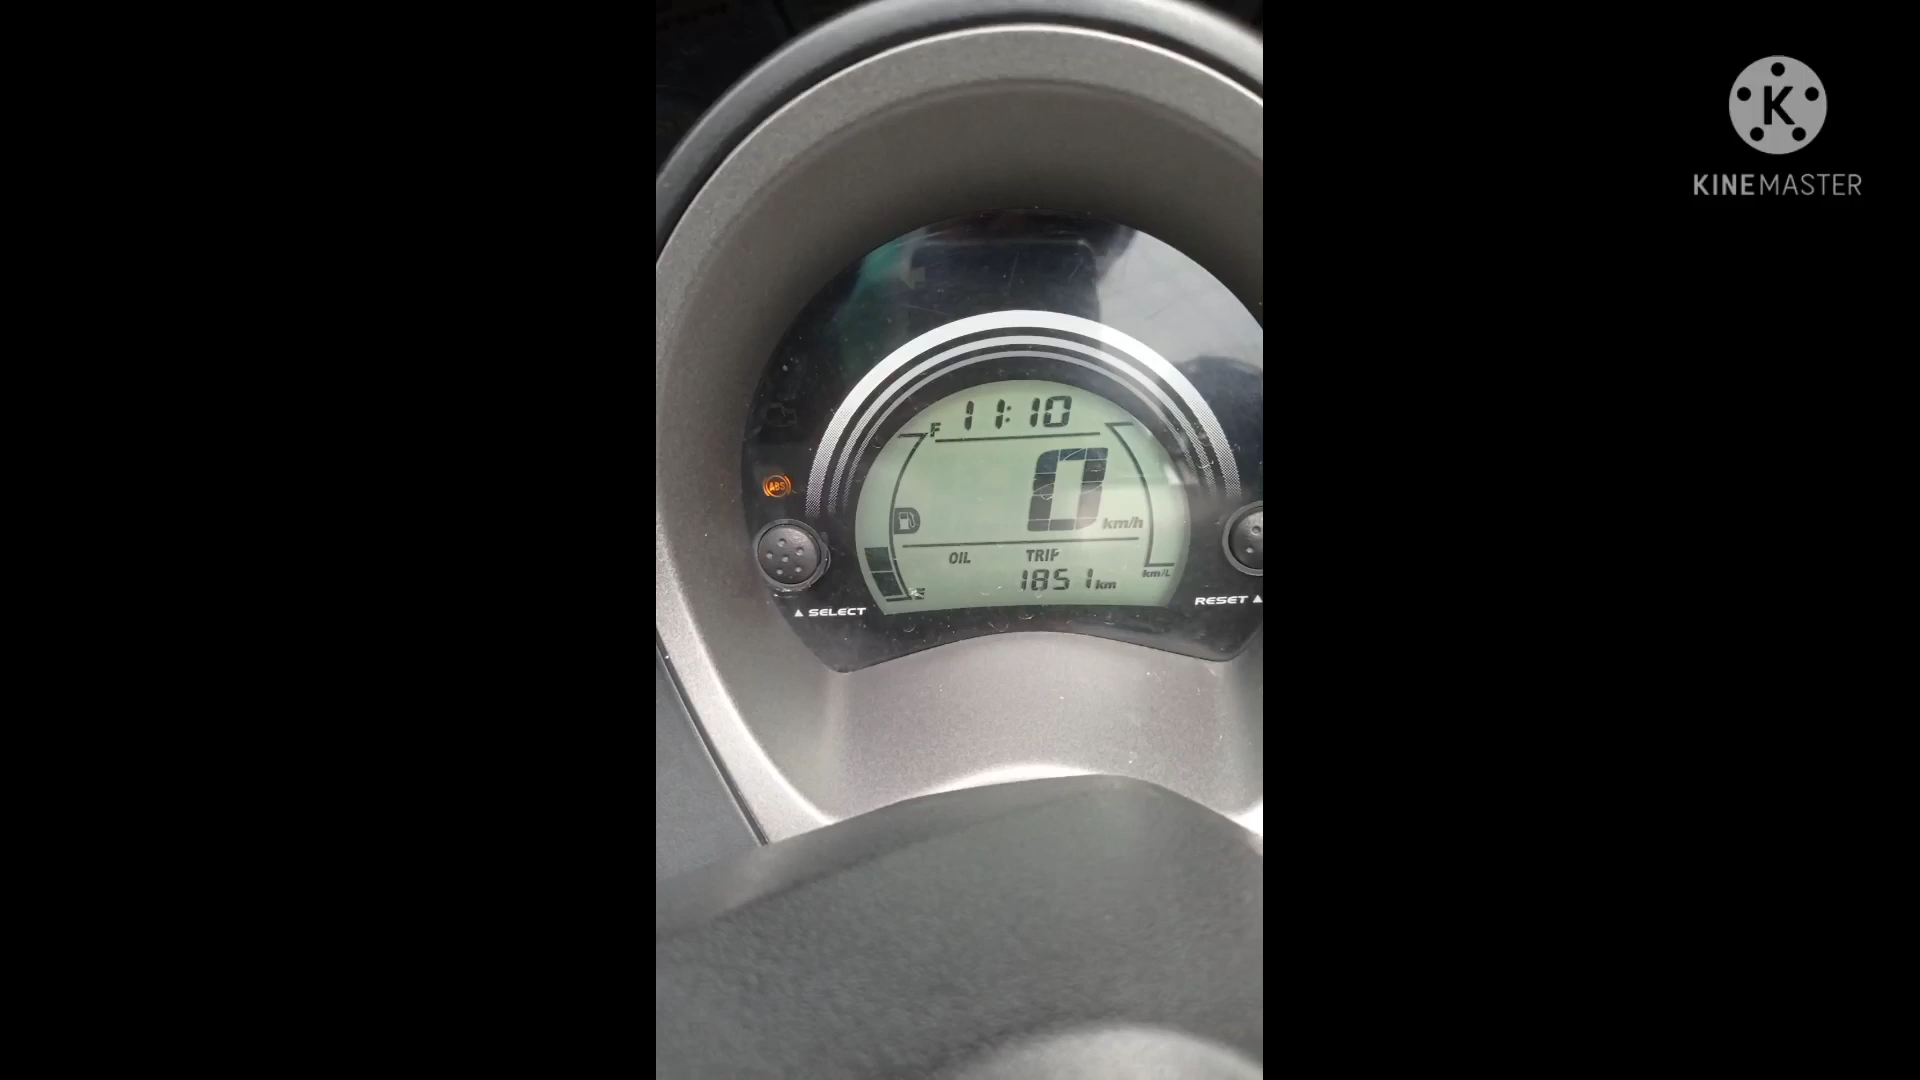 K
KINEMASTER
11:10
F
0 km/h
ABS
OIL TRIP
1851 km
km/L
E
▲ SELECT
RESET ▲